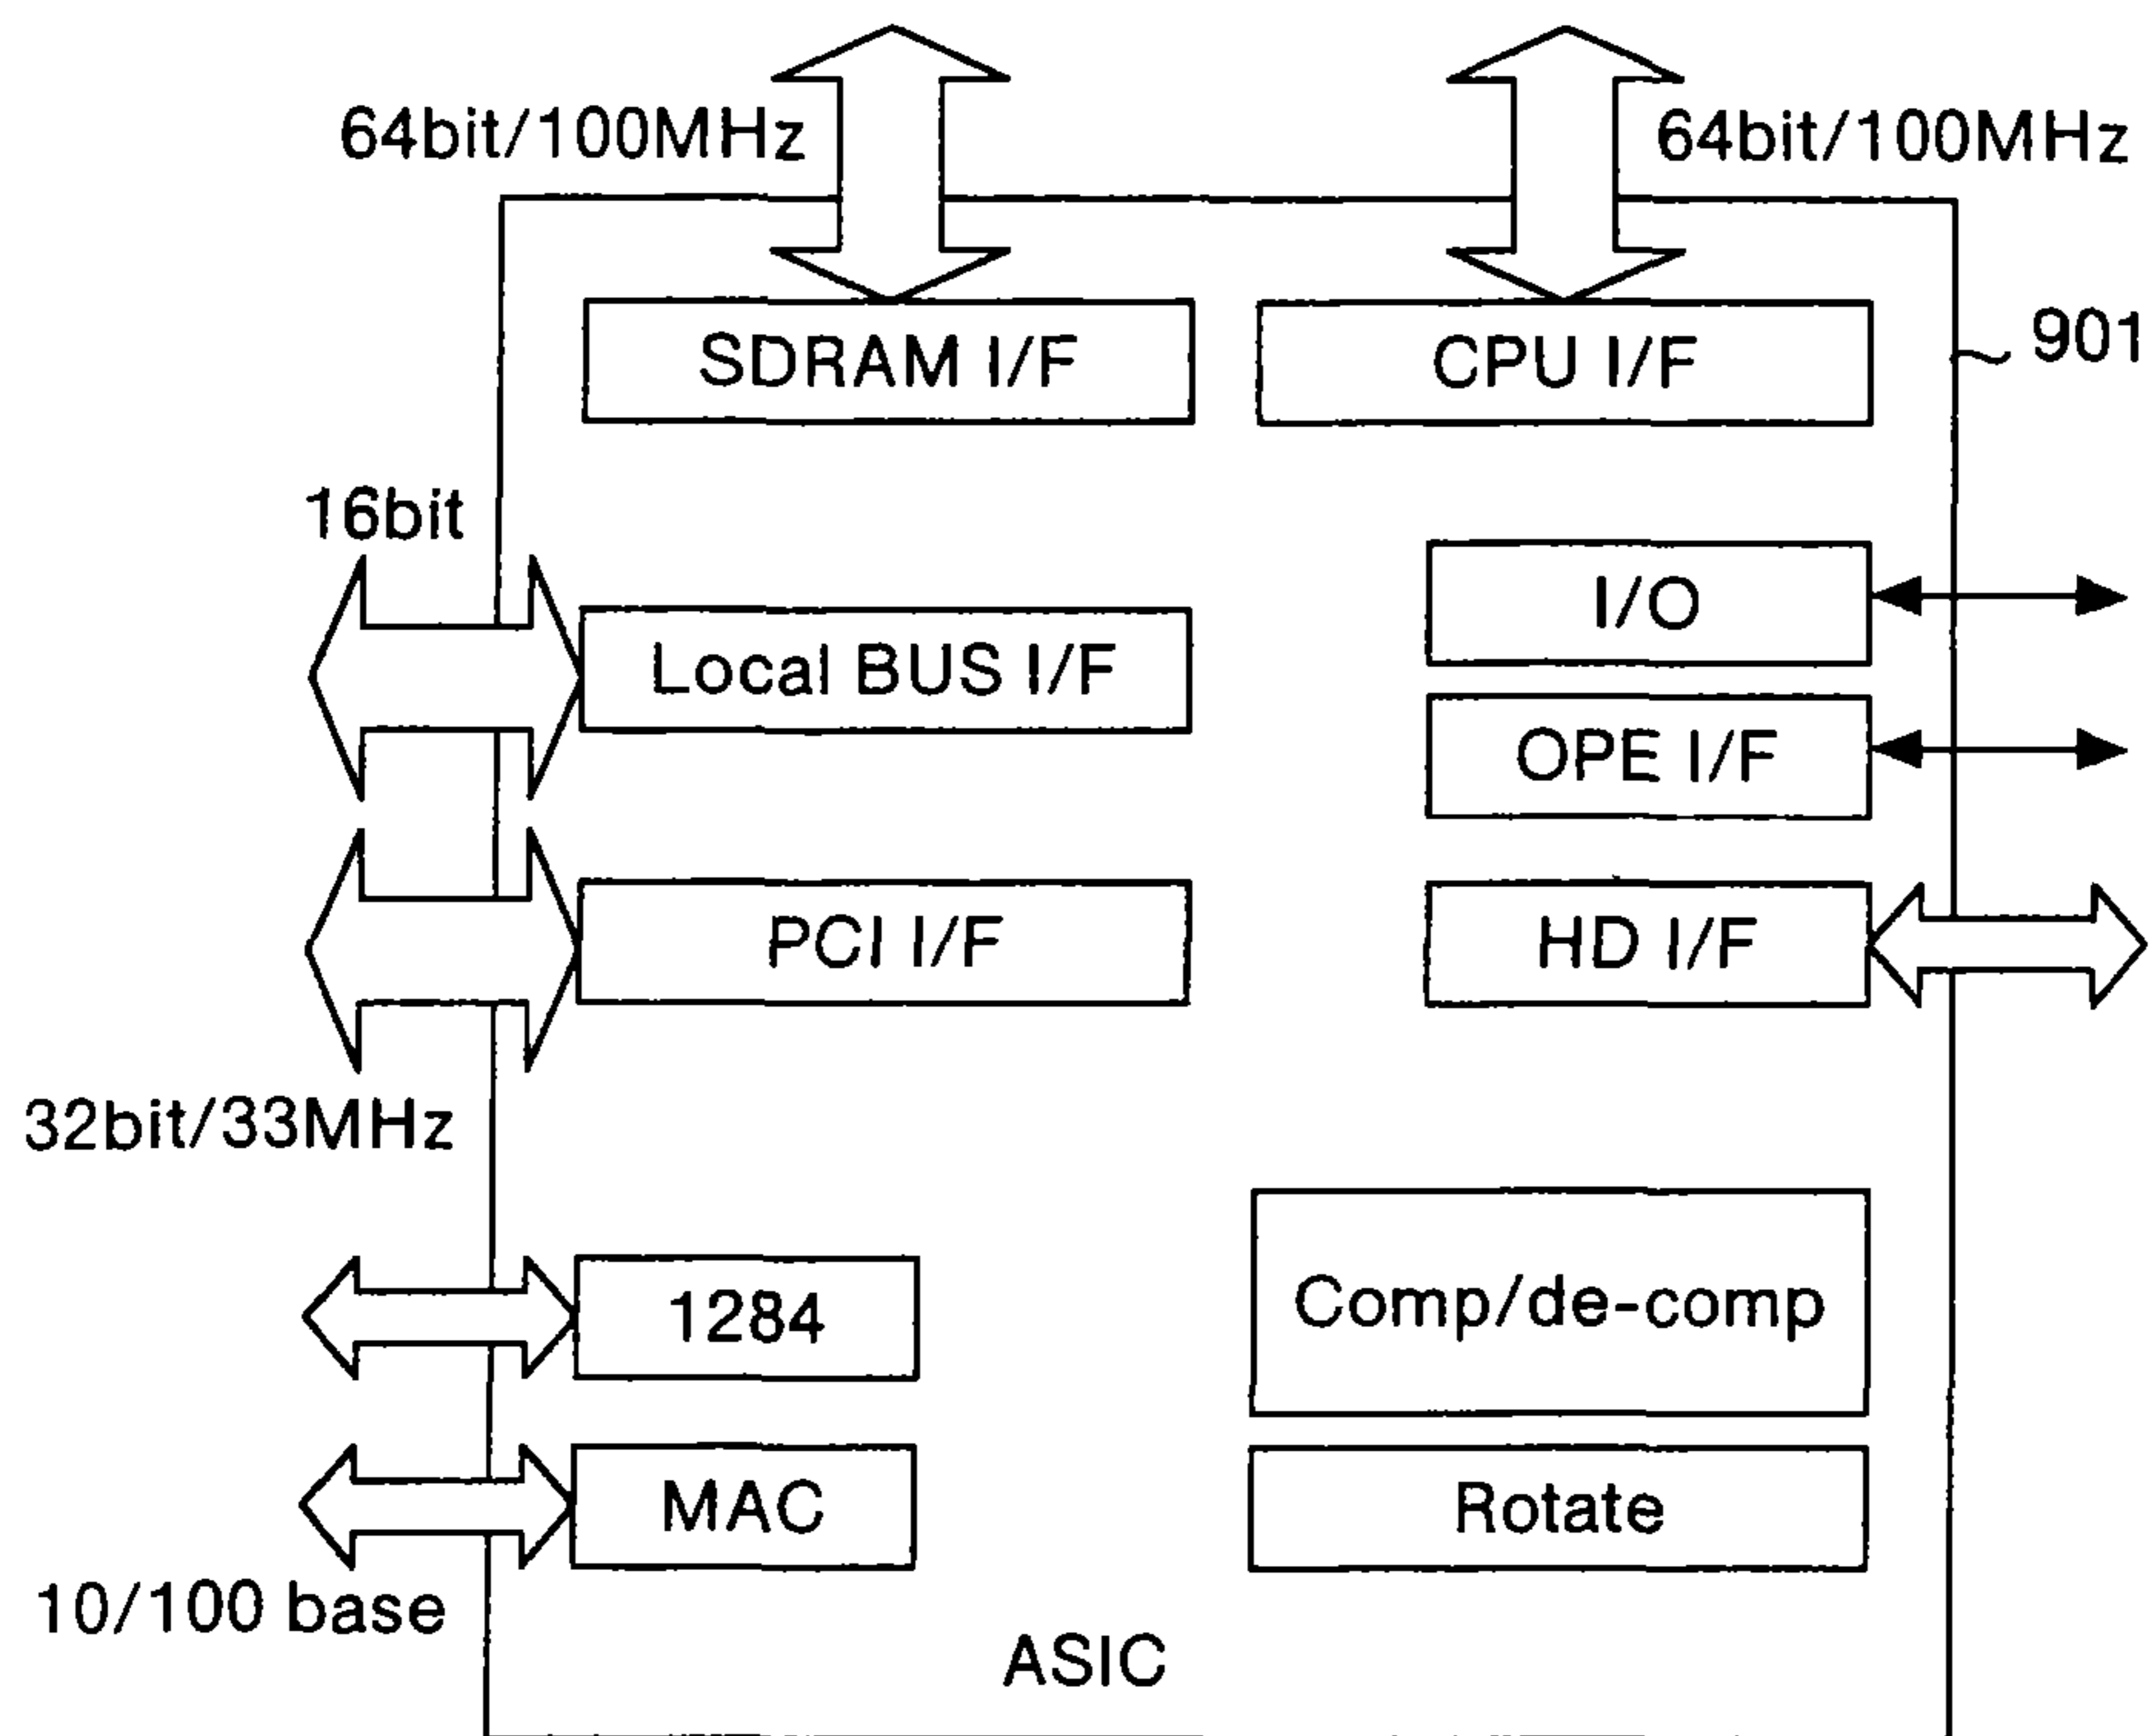 64bit/100MHz
64bit/100MHz
SDRAM I/F
CPU I/F
901
16bit
I/O
Local BUS I/F
OPE I/F
PCI I/F
HD I/F
32bit/33MHz
1284
Comp/de-comp
MAC
Rotate
10/100 base
ASIC